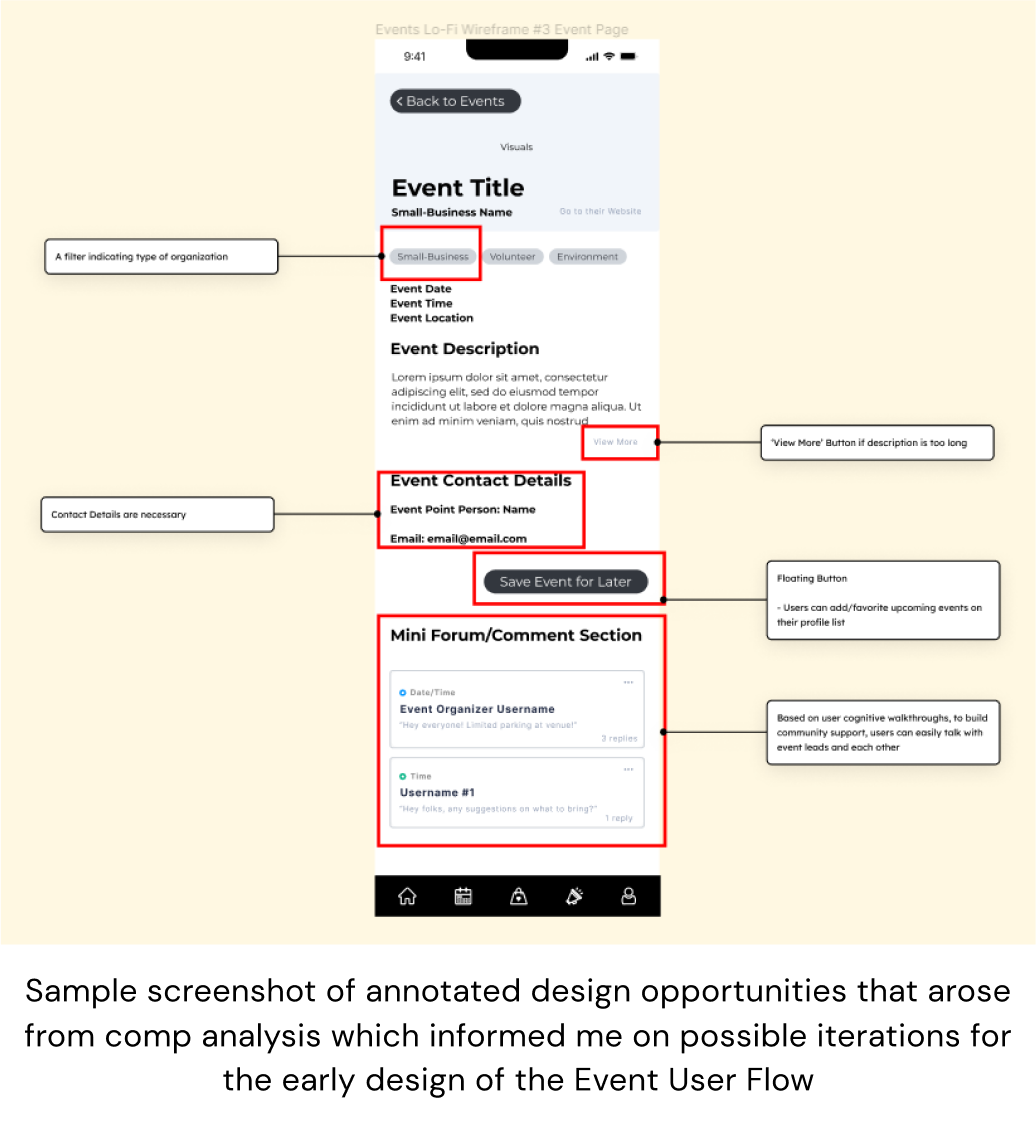 Events Lo-Fi Wireframe #3 Event Page
9:41
Back to Events
Visuals
Event Title
Small-Business Name
Go to their Website
A filter indicating type of organization
Small-Business
Volunteer
Environment
Event Date
Event Time
Event Location
Event Description
Lorem ipsum dolor sit amet, consectetur
adipiscing elit, sed do eiusmod tempor
incididunt ut labore et dolore magna aliqua. Ut
enim ad minim veniam, quis nostrud
View More
'View More' Button if description is too long
Event Contact Details
Event Point Person: Name
Email: email@email.com
Contact Details are necessary
Save Event for Later
Floating Button
- Users can add/favorite upcoming events on
their profile list
Mini Forum/Comment Section
Date/Time
Event Organizer Username
"Hey everyone! Limited parking at venue!"
3 replies
Time
Username #1
"Hey folks, any suggestions on what to bring?"
1 reply
Based on user cognitive walkthroughs, to build
community support, users can easily talk with
event leads and each other
Sample screenshot of annotated design opportunities that arose
from comp analysis which informed me on possible iterations for
the early design of the Event User Flow